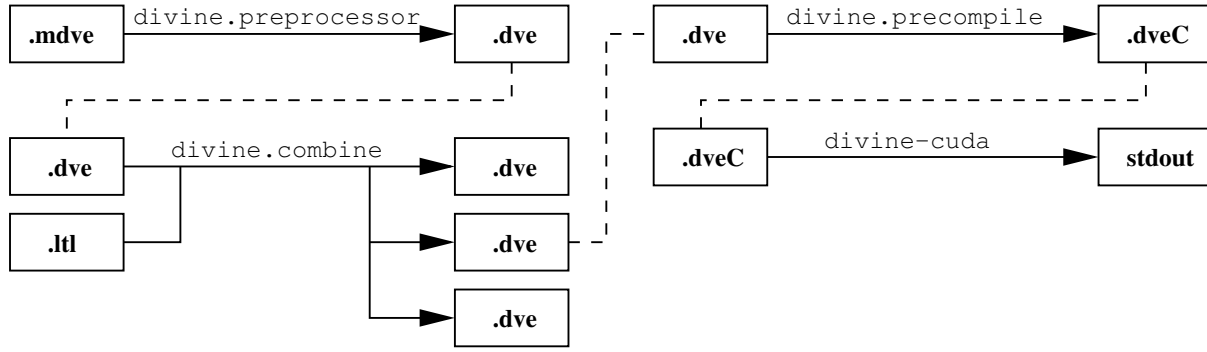 .mdve
divine.preprocessor
.dve
.dve
divine.combine
.dve
.ltl
.dve
.dve
.dve
divine.precompile
.dveC
.dveC
divine-cuda
stdout